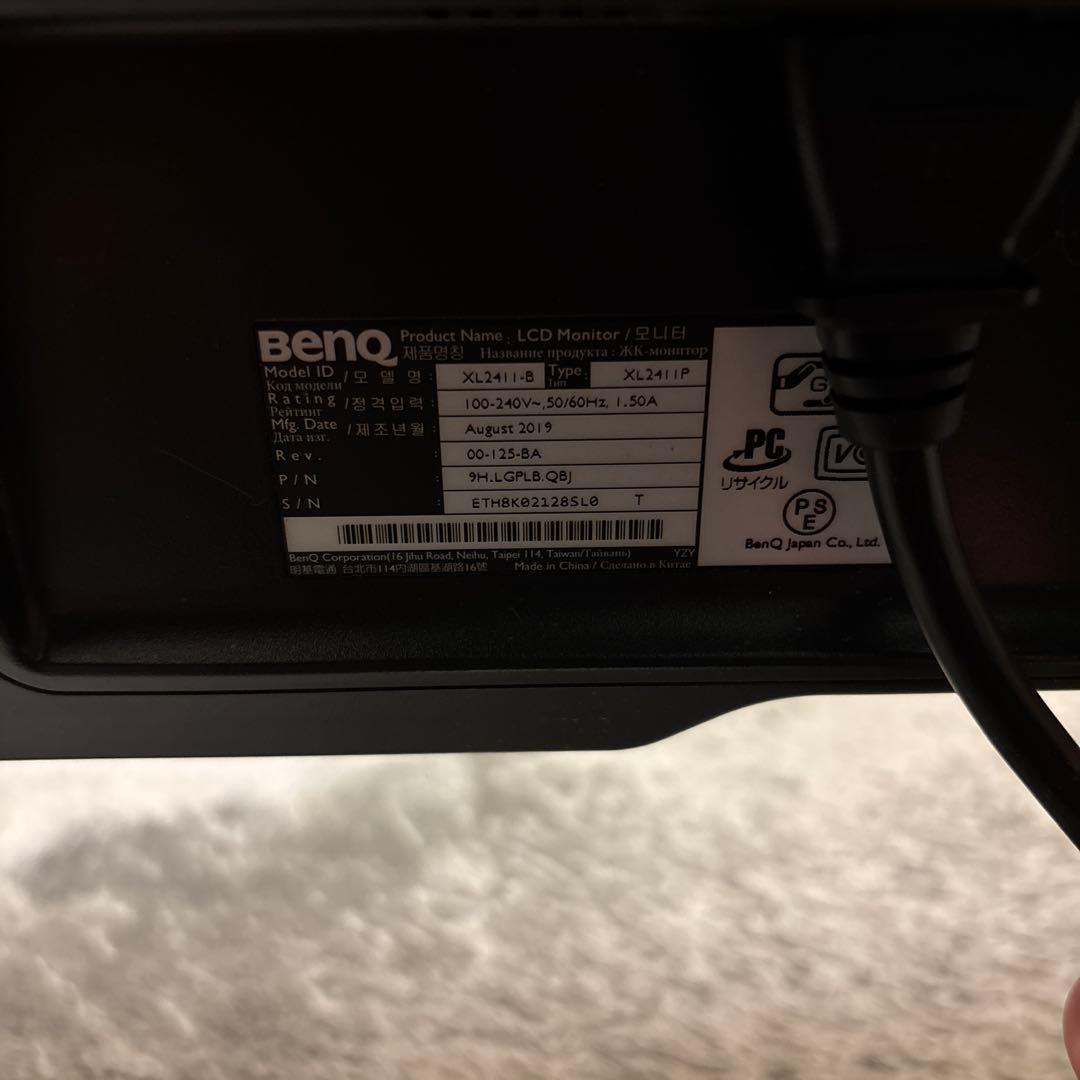 BenQ Product Name : LCD Monitor / 모니터
제품명칭 Название продукта : ЖК-монитор
Model ID / 모 델 명 : XL2411-B Type : XL2411P
Код модели Тип
Rating / 정격입력 : 100-240V~,50/60Hz, 1.50A
Рейтинг
Mfg. Date / 제조년월 : August 2019
Дата изг.
Rev. : 00-125-BA
P/N : 9H.LGPLB.QBJ
S/N : ETH8K02128SL0 T
BenQ Corporation(16 Jihu Road, Neihu, Taipei 114, Taiwan/Тайвань) YZY
明基電通 台北市114內湖區基湖路16號 Made in China / Сделано в Китае
G
PC
リサイクル
VC
PSE
BenQ Japan Co., Ltd.